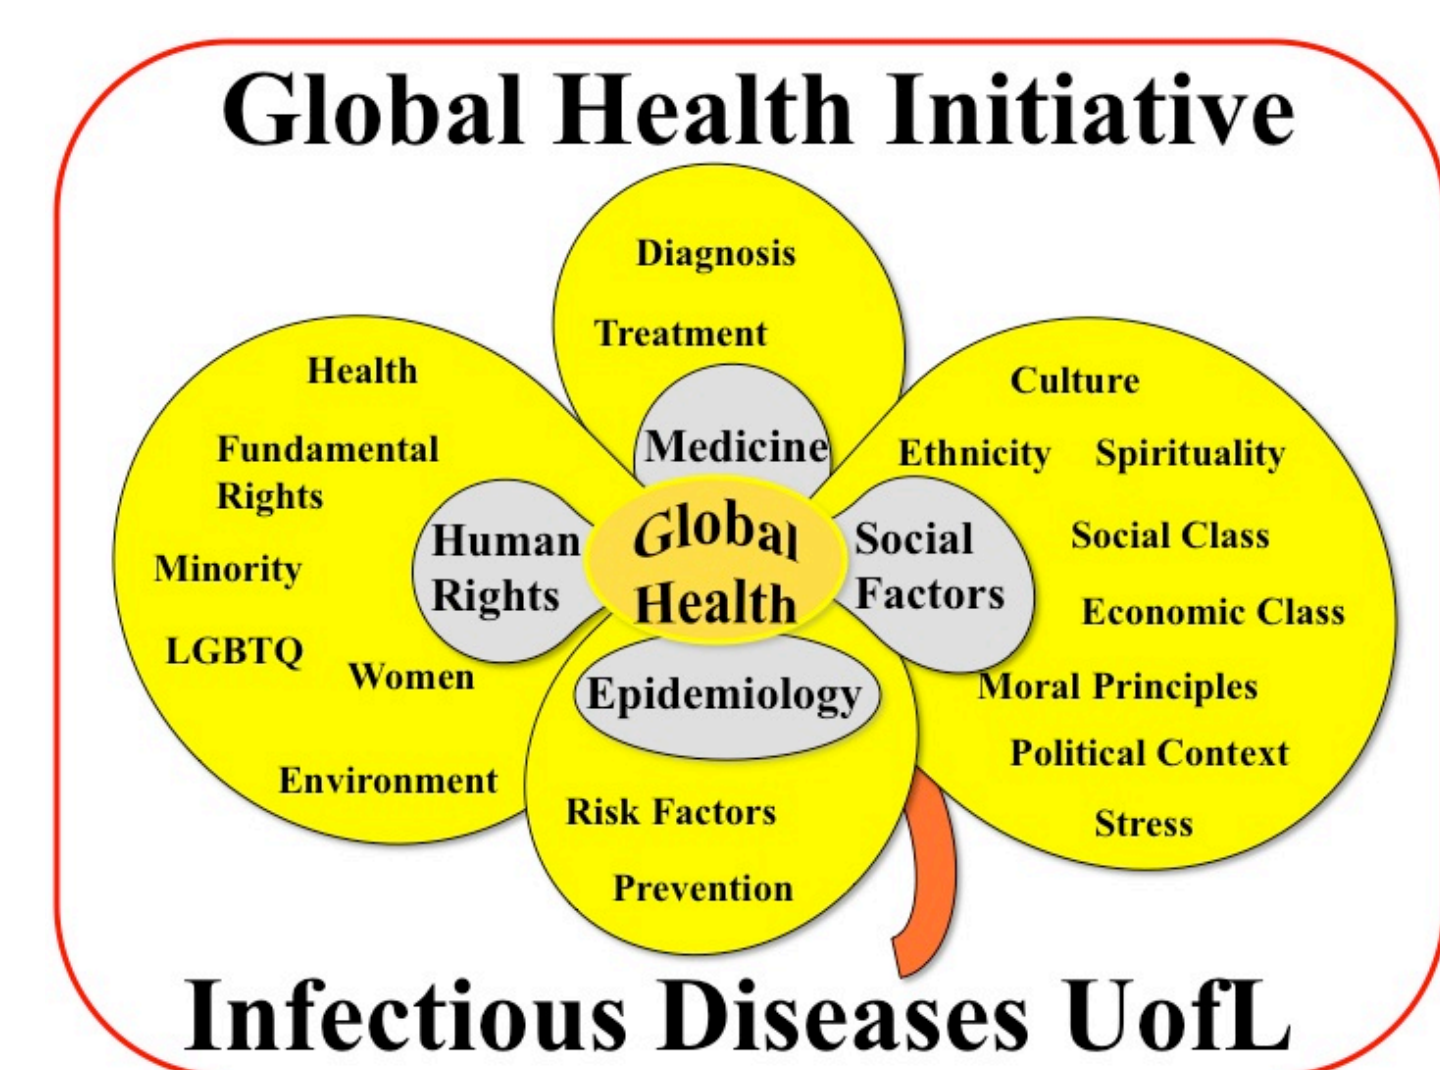 Global Health Initiative
Diagnosis
Treatment
Medicine
Health
Fundamental
Rights
Minority
LGBTQ
Women
Environment
Human
Rights
Global
Health
Social
Factors
Culture
Ethnicity
Spirituality
Social Class
Economic Class
Moral Principles
Political Context
Stress
Epidemiology
Risk Factors
Prevention
Infectious Diseases UofL